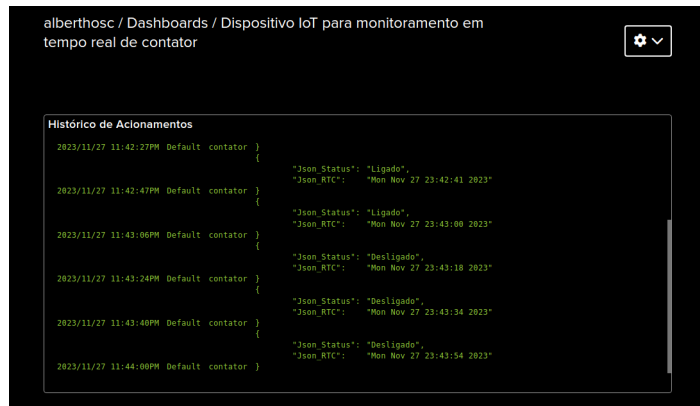 alberthosc / Dashboards / Dispositivo IoT para monitoramento em
tempo real de contator
Histórico de Acionamentos
2023/11/27 11:42:27PM Default contator }
{
"Json_Status": "Ligado",
"Json_RTC": "Mon Nov 27 23:42:41 2023"
2023/11/27 11:42:47PM Default contator }
{
"Json_Status": "Ligado",
"Json_RTC": "Mon Nov 27 23:43:00 2023"
2023/11/27 11:43:06PM Default contator }
{
"Json_Status": "Desligado",
"Json_RTC": "Mon Nov 27 23:43:18 2023"
2023/11/27 11:43:24PM Default contator }
{
"Json_Status": "Desligado",
"Json_RTC": "Mon Nov 27 23:43:34 2023"
2023/11/27 11:43:40PM Default contator }
{
"Json_Status": "Desligado",
"Json_RTC": "Mon Nov 27 23:43:54 2023"
2023/11/27 11:44:00PM Default contator }